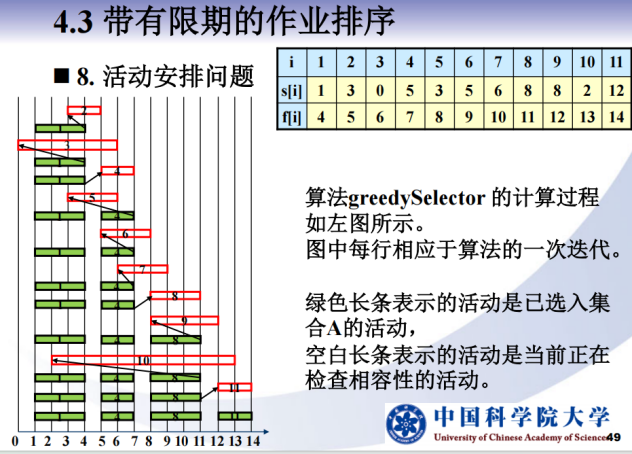 4.3 带有限期的作业排序
■ 8. 活动安排问题
i 1 2 3 4 5 6 7 8 9 10 11
s[i] 1 3 0 5 3 5 6 8 8 2 12
f[i] 4 5 6 7 8 9 10 11 12 13 14
2
3
4
5
6
7
8
9
8
10
8
11
8
8
11
0 1 2 3 4 5 6 7 8 9 10 11 12 13 14
算法greedySelector 的计算过程
如左图所示。
图中每行相应于算法的一次迭代。
绿色长条表示的活动是已选入集
合A的活动，
空白长条表示的活动是当前正在
检查相容性的活动。
中国科学院大学
University of Chinese Academy of Sciences
49